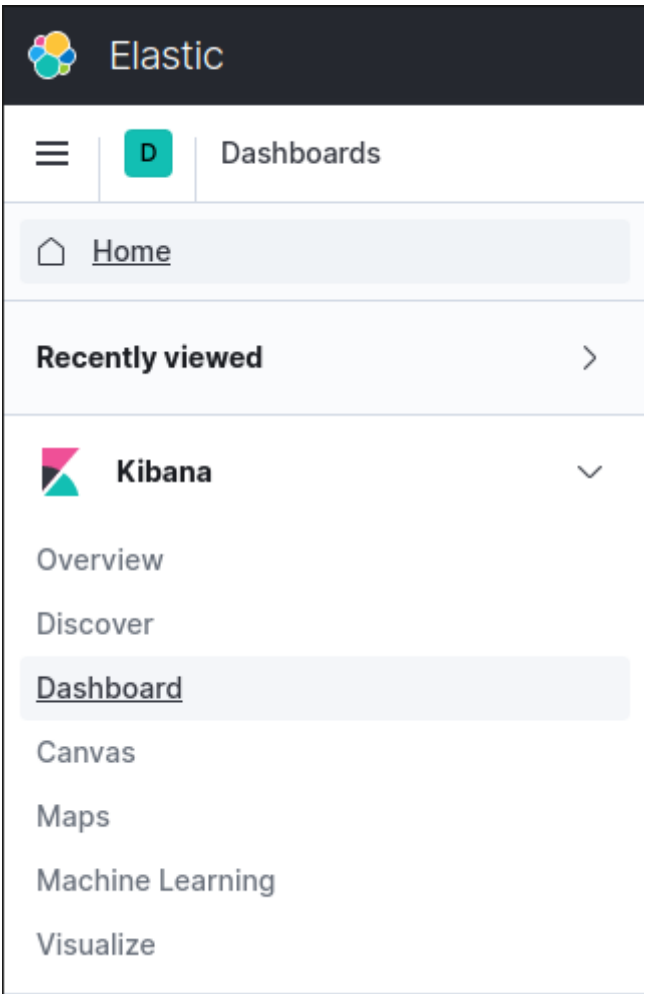 Elastic
D Dashboards
Home
Recently viewed
Kibana
Overview
Discover
Dashboard
Canvas
Maps
Machine Learning
Visualize